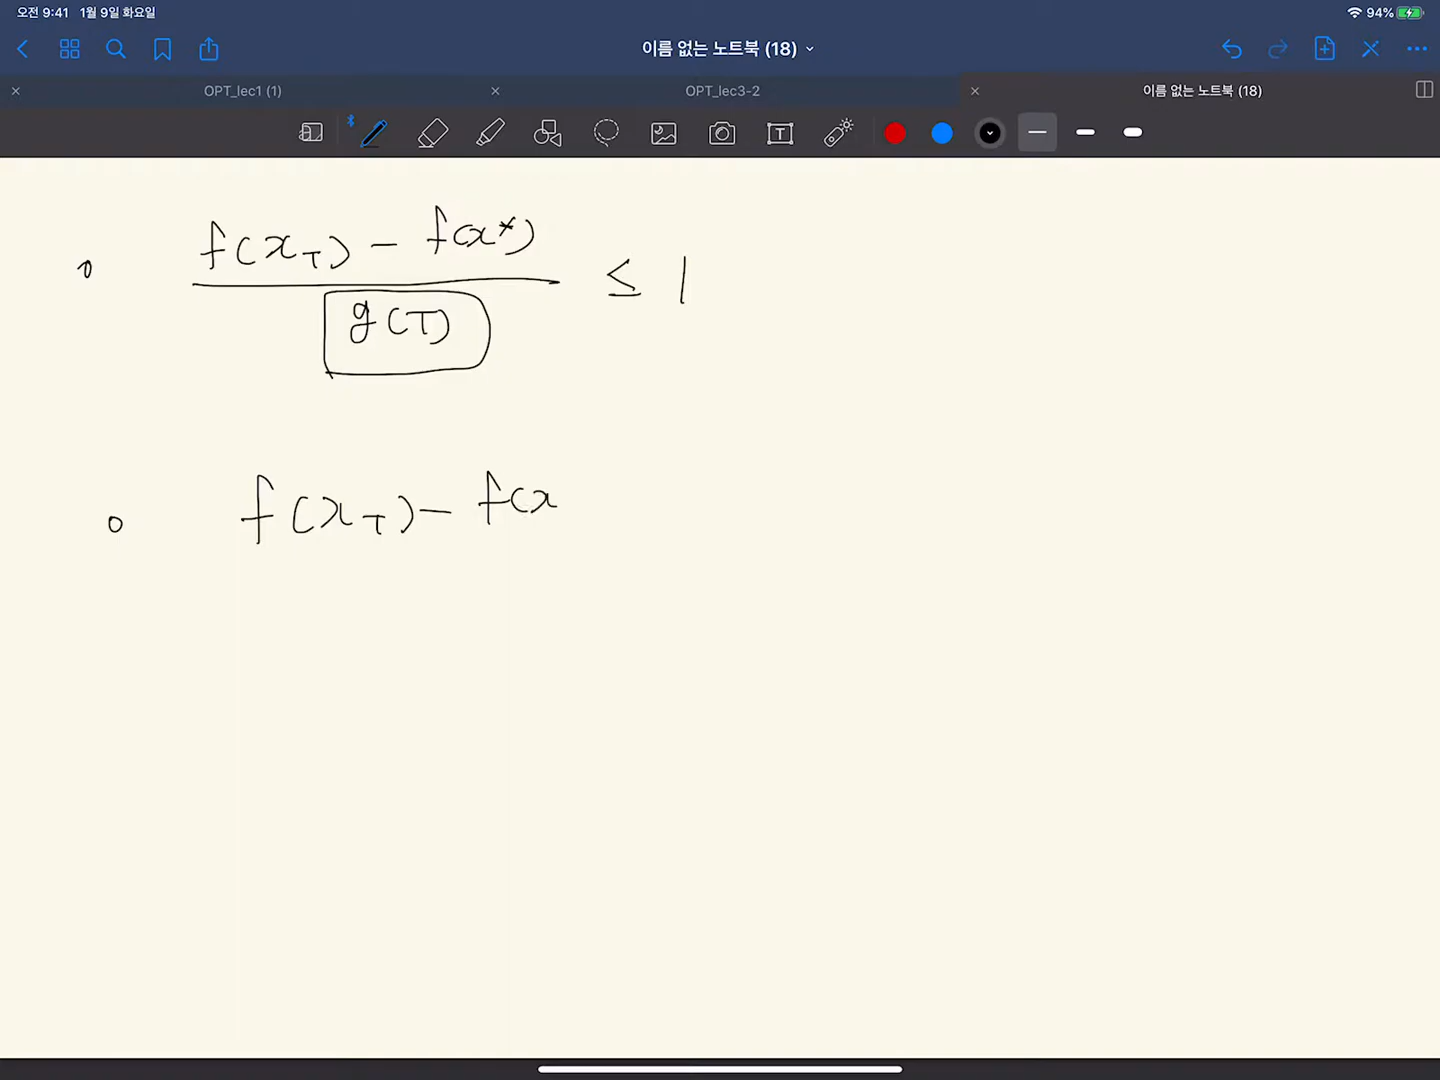 오전 9:41 1월 9일 화요일 94%
이름 없는 노트북 (18)
OPT_lec1 (1) OPT_lec3-2 이름 없는 노트북 (18)
f(x_T) - f(x*)
g(T)
≤ 1
f(x_T) - f(x